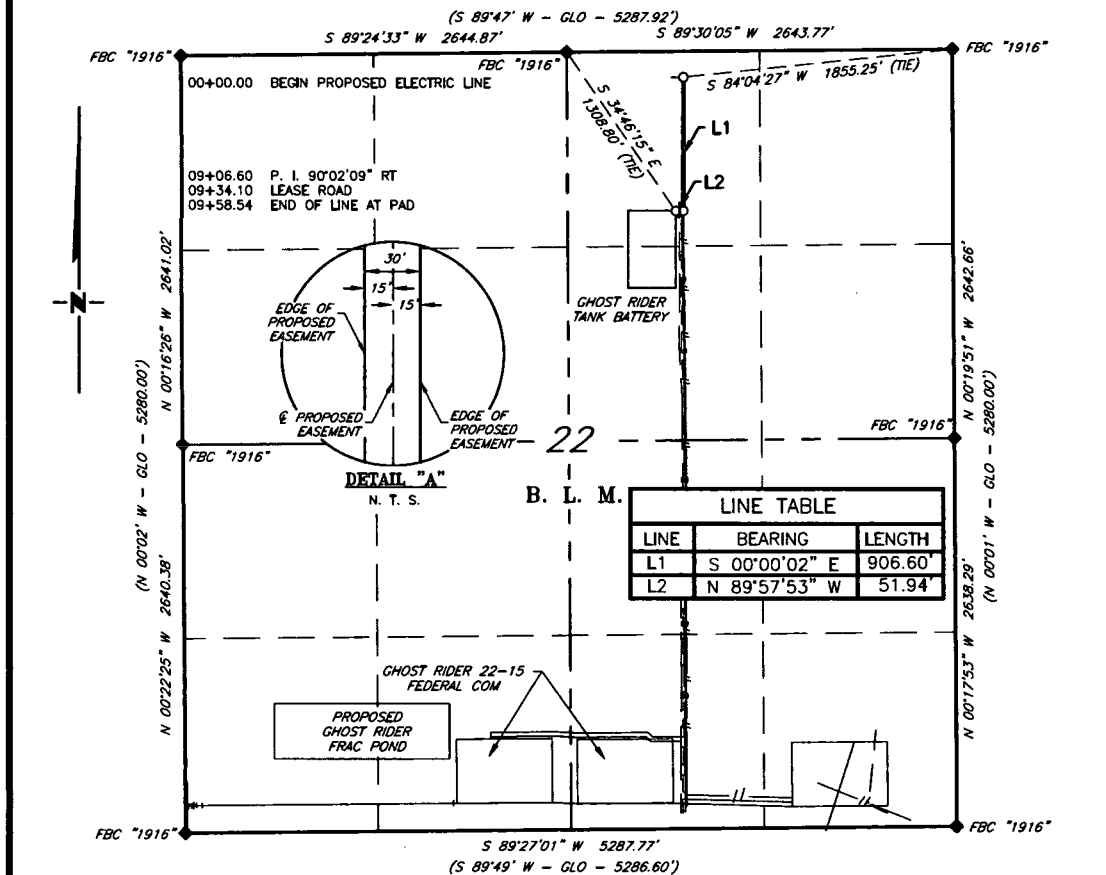 (S 89°47' W - GLO - 5287.92')
S 89°24'33" W 2644.87'
S 89°30'05" W 2643.77'
FBC "1916"
FBC "1916"
FBC "1916"
00+00.00 BEGIN PROPOSED ELECTRIC LINE
S 84°04'27" W 1855.25' (TIE)
S 34°46'15" E
1308.80' (TIE)
L1
L2
09+06.60 P. I. 90°02'09" RT
09+34.10 LEASE ROAD
09+58.54 END OF LINE AT PAD
N
(N 00°02' W - GLO - 5280.00')
N 00°16'26" W 2641.02'
N 00°19'51" W 2642.66'
(N 00°01' W - GLO - 5280.00')
30'
15'
15'
EDGE OF
PROPOSED
EASEMENT
GHOST RIDER
TANK BATTERY
℄ PROPOSED
EASEMENT
EDGE OF
PROPOSED
EASEMENT
FBC "1916"
22
FBC "1916"
DETAIL "A"
N. T. S.
B. L. M.
LINE TABLE
LINE BEARING LENGTH
L1 S 00°00'02" E 906.60'
L2 N 89°57'53" W 51.94'
N 00°22'25" W 2640.38'
N 00°17'53" W 2638.29'
GHOST RIDER 22-15
FEDERAL COM
PROPOSED
GHOST RIDER
FRAC POND
FBC "1916"
FBC "1916"
S 89°27'01" W 5287.77'
(S 89°49' W - GLO - 5286.60')